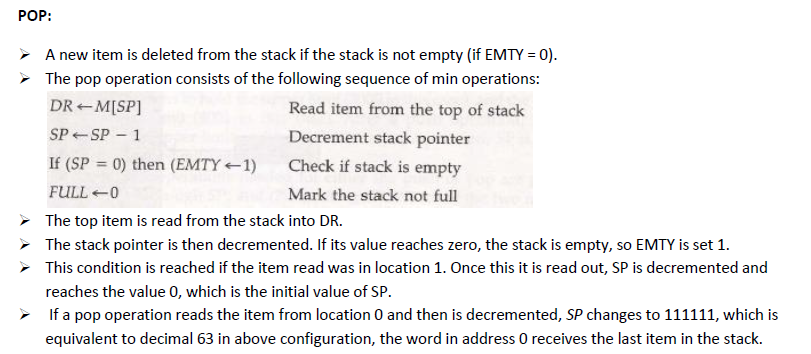 POP:
➢ A new item is deleted from the stack if the stack is not empty (if EMTY = 0).
➢ The pop operation consists of the following sequence of min operations:
DR ←M[SP] Read item from the top of stack
SP ←SP − 1 Decrement stack pointer
If (SP = 0) then (EMTY ←1) Check if stack is empty
FULL ←0 Mark the stack not full
➢ The top item is read from the stack into DR.
➢ The stack pointer is then decremented. If its value reaches zero, the stack is empty, so EMTY is set 1.
➢ This condition is reached if the item read was in location 1. Once this it is read out, SP is decremented and
reaches the value 0, which is the initial value of SP.
➢ If a pop operation reads the item from location 0 and then is decremented, SP changes to 111111, which is
equivalent to decimal 63 in above configuration, the word in address 0 receives the last item in the stack.